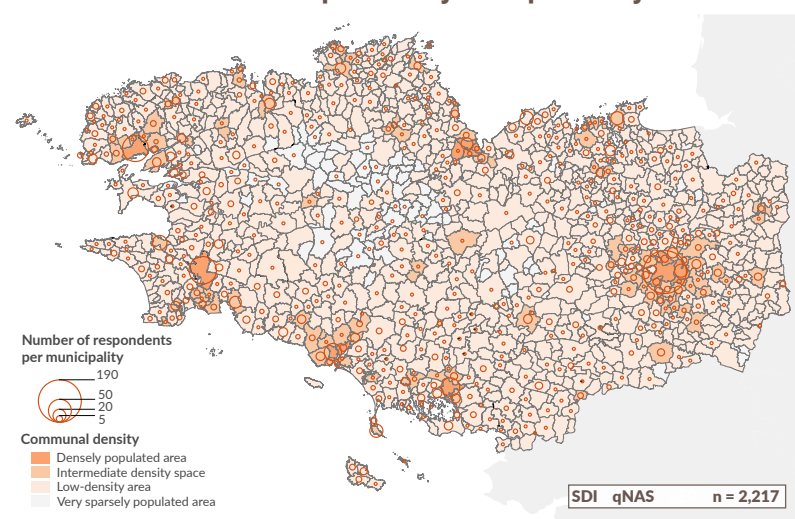 Number of respondents
per municipality
190
50
20
5
Communal density
Densely populated area
Intermediate density space
Low-density area
Very sparsely populated area
SDI qNAS n = 2,217